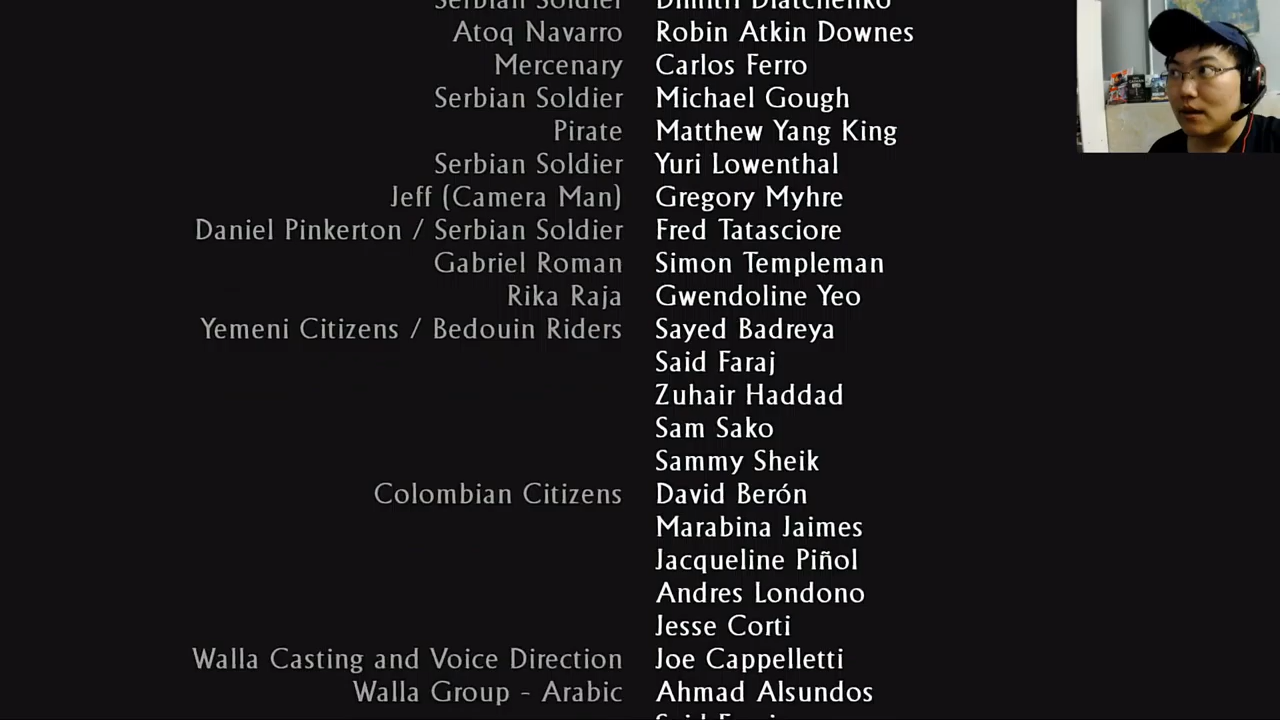 Serbian Soldier Dimitri Diatchenko
Atoq Navarro Robin Atkin Downes
Mercenary Carlos Ferro
Serbian Soldier Michael Gough
Pirate Matthew Yang King
Serbian Soldier Yuri Lowenthal
Jeff (Camera Man) Gregory Myhre
Daniel Pinkerton / Serbian Soldier Fred Tatasciore
Gabriel Roman Simon Templeman
Rika Raja Gwendoline Yeo
Yemeni Citizens / Bedouin Riders Sayed Badreya
Said Faraj
Zuhair Haddad
Sam Sako
Sammy Sheik
Colombian Citizens David Berón
Marabina Jaimes
Jacqueline Piñol
Andres Londono
Jesse Corti
Walla Casting and Voice Direction Joe Cappelletti
Walla Group - Arabic Ahmad Alsundos